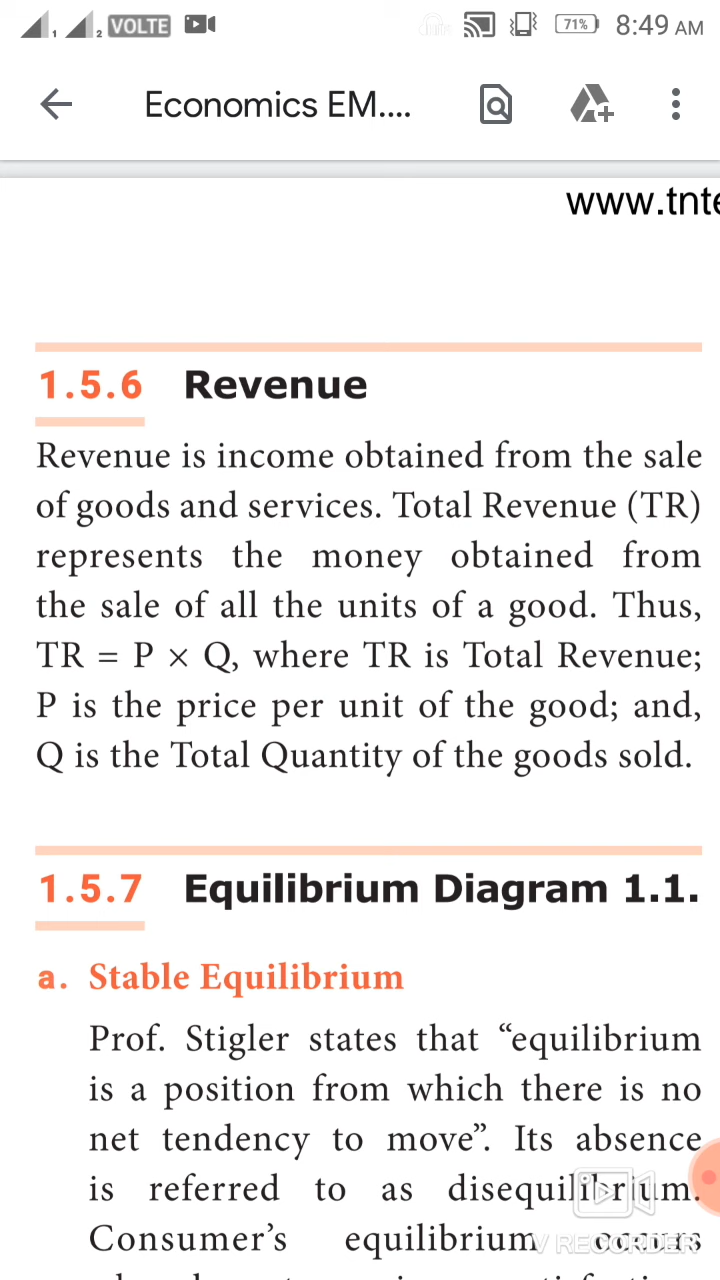 1 2 VOLTE 71% 8:49 AM
Economics EM....
www.tnte
1.5.6 Revenue
Revenue is income obtained from the sale
of goods and services. Total Revenue (TR)
represents the money obtained from
the sale of all the units of a good. Thus,
TR = P × Q, where TR is Total Revenue;
P is the price per unit of the good; and,
Q is the Total Quantity of the goods sold.
1.5.7 Equilibrium Diagram 1.1.
a. Stable Equilibrium
Prof. Stigler states that “equilibrium
is a position from which there is no
net tendency to move”. Its absence
is referred to as disequilibrium.
Consumer’s equilibrium occurs
V RECORDER